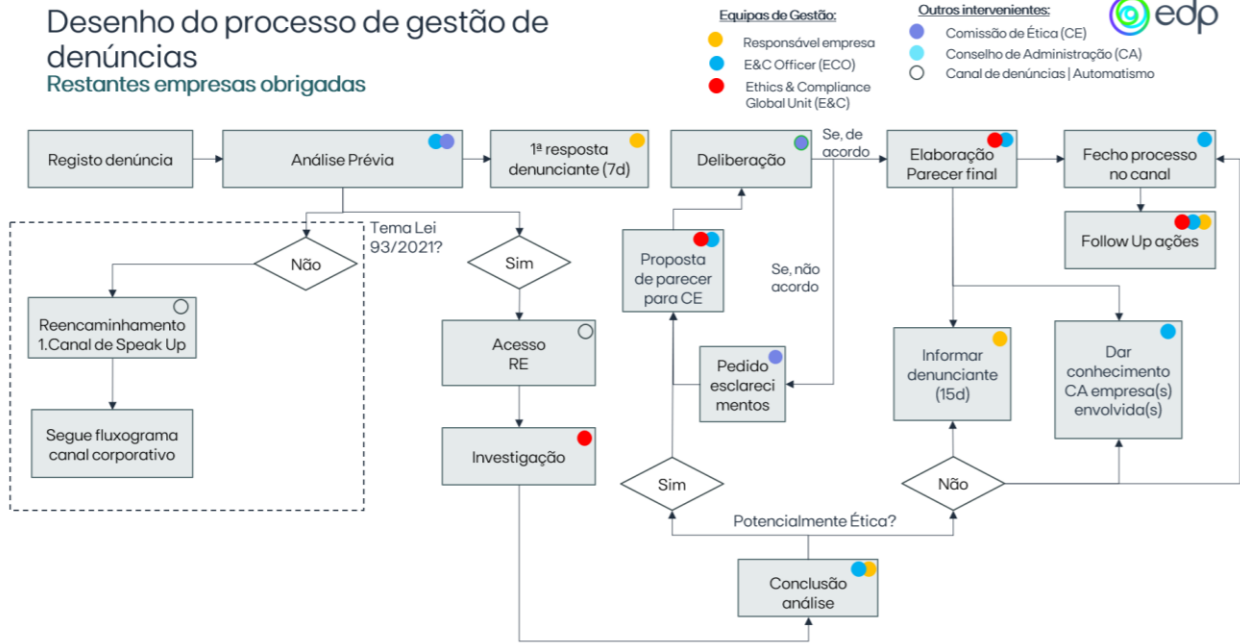 Desenho do processo de gestão de
denúncias
Restantes empresas obrigadas
Equipas de Gestão:
Responsável empresa
E&C Officer (ECO)
Ethics & Compliance
Global Unit (E&C)
Outros intervenientes:
Comissão de Ética (CE)
Conselho de Administração (CA)
Canal de denúncias | Automatismo
edp
Registo denúncia
Análise Prévia
1ª resposta
denunciante (7d)
Deliberação
Se, de
acordo
Elaboração
Parecer final
Fecho processo
no canal
Follow Up ações
Tema Lei
93/2021?
Não
Sim
Proposta
de parecer
para CE
Se, não
acordo
Reencaminhamento
1.Canal de Speak Up
Acesso
RE
Pedido
esclareci
mentos
Informar
denunciante
(15d)
Dar
conhecimento
CA empresa(s)
envolvida(s)
Segue fluxograma
canal corporativo
Investigação
Sim
Não
Potencialmente Ética?
Conclusão
análise